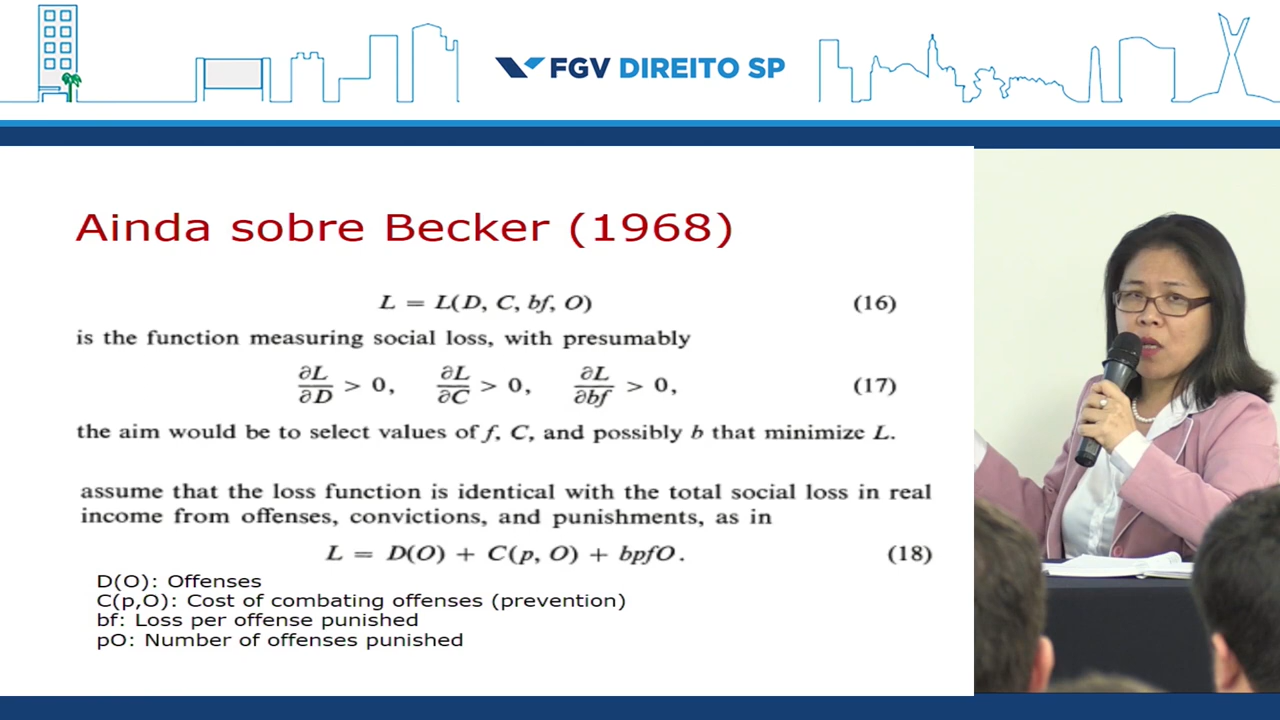 FGV DIREITO SP
Ainda sobre Becker (1968)
L = L(D, C, bf, O) (16)
is the function measuring social loss, with presumably
∂L/∂D > 0, ∂L/∂C > 0, ∂L/∂bf > 0, (17)
the aim would be to select values of f, C, and possibly b that minimize L.
assume that the loss function is identical with the total social loss in real
income from offenses, convictions, and punishments, as in
L = D(O) + C(p, O) + bpfO. (18)
D(O): Offenses
C(p,O): Cost of combating offenses (prevention)
bf: Loss per offense punished
pO: Number of offenses punished